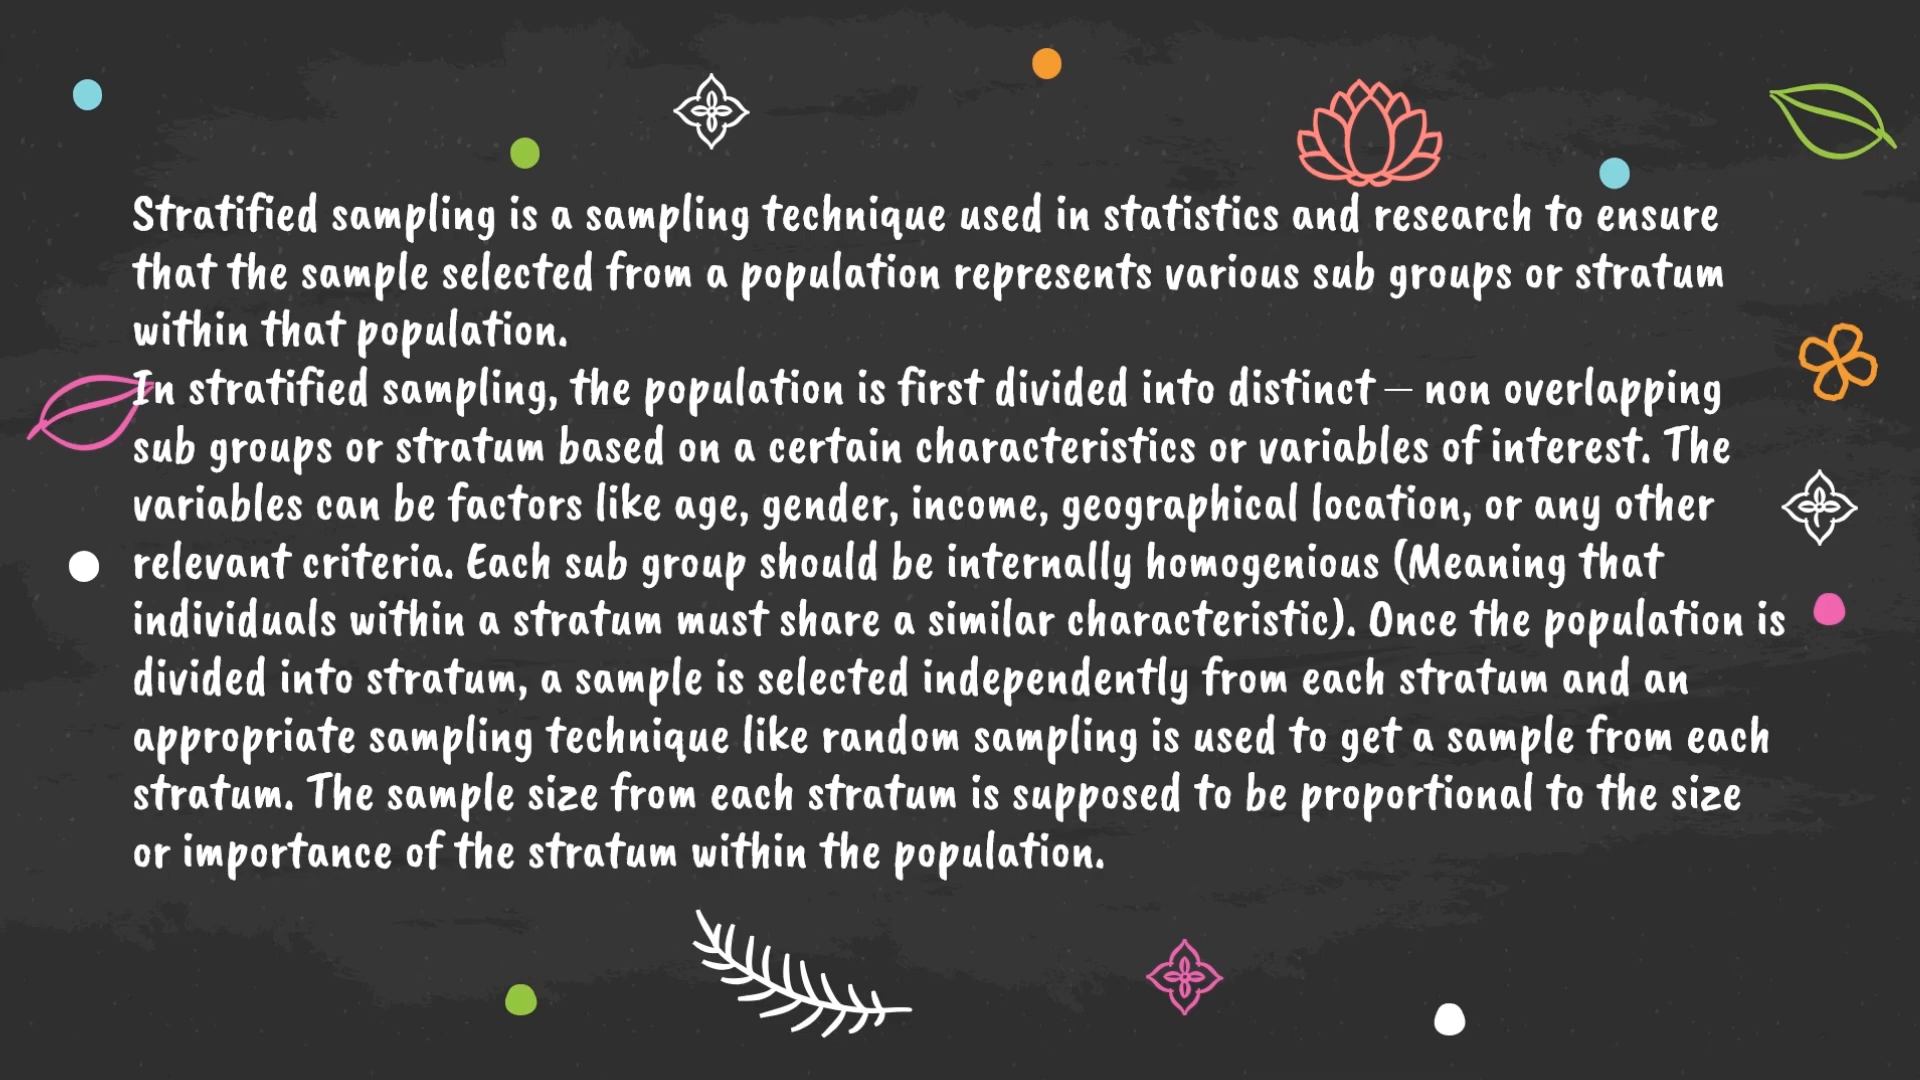 Stratified sampling is a sampling technique used in statistics and research to ensure
that the sample selected from a population represents various sub groups or stratum
within that population.
In stratified sampling, the population is first divided into distinct – non overlapping
sub groups or stratum based on a certain characteristics or variables of interest. The
variables can be factors like age, gender, income, geographical location, or any other
relevant criteria. Each sub group should be internally homogenious (Meaning that
individuals within a stratum must share a similar characteristic). Once the population is
divided into stratum, a sample is selected independently from each stratum and an
appropriate sampling technique like random sampling is used to get a sample from each
stratum. The sample size from each stratum is supposed to be proportional to the size
or importance of the stratum within the population.